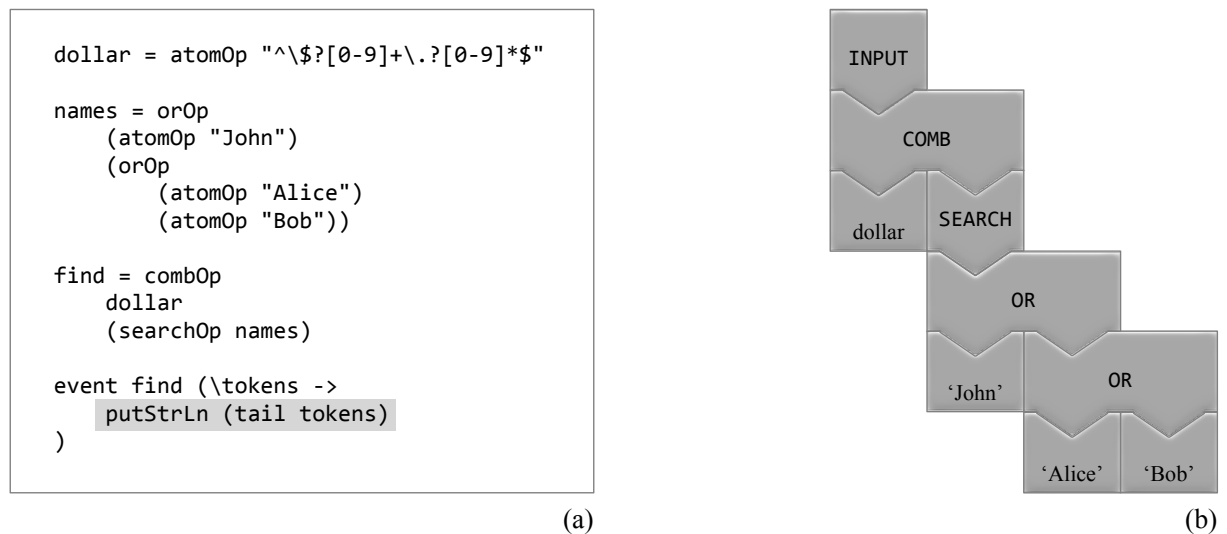 dollar = atomOp "^\$?[0-9]+\.?[0-9]*$"
names = orOp
(atomOp "John")
(orOp
(atomOp "Alice")
(atomOp "Bob"))
find = combOp
dollar
(searchOp names)
event find (\tokens ->
putStrLn (tail tokens)
)
(a)
INPUT
COMB
dollar
SEARCH
OR
‘John’
OR
‘Alice’
‘Bob’
(b)